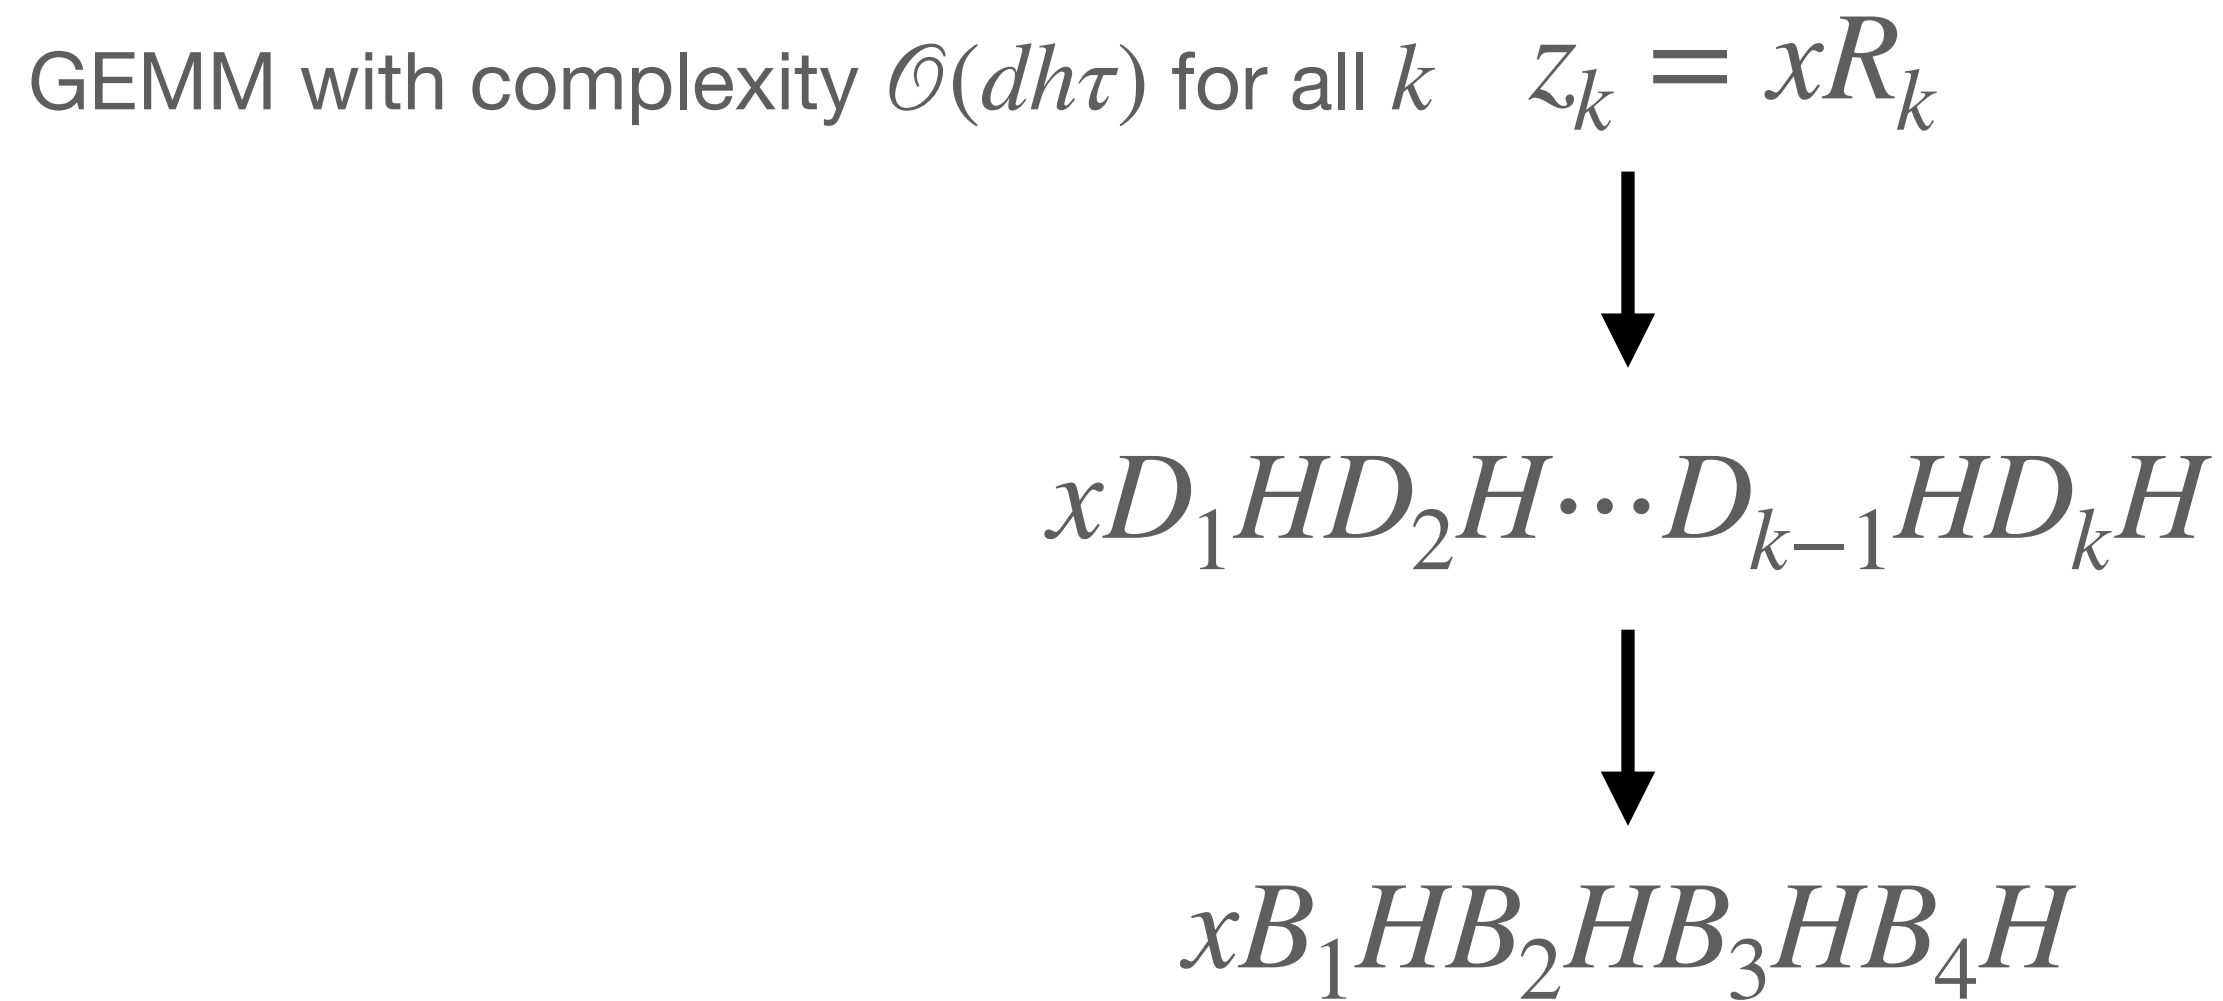 GEMM with complexity 𝒪(dhτ) for all k z_k = xR_k
xD_1HD_2H⋯D_{k−1}HD_kH
xB_1HB_2HB_3HB_4H